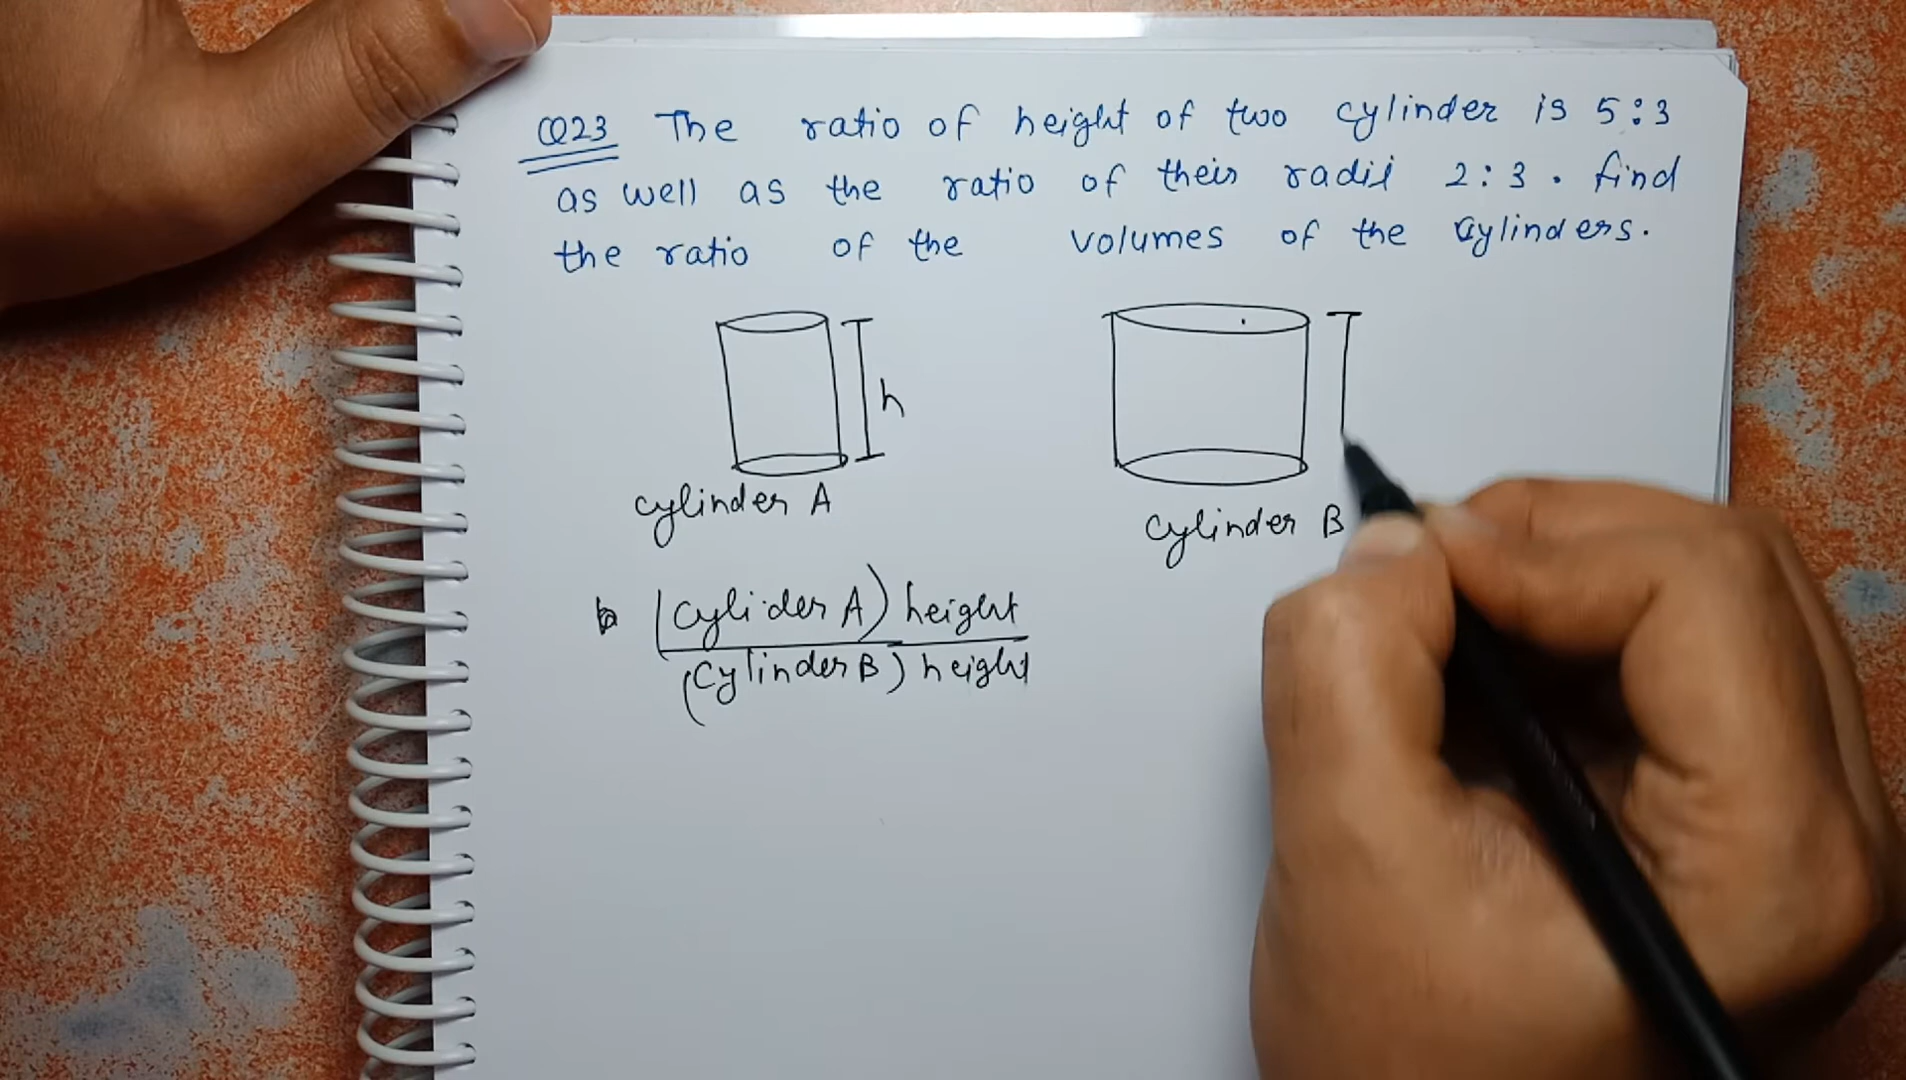 Q23 The ratio of height of two cylinder is 5:3
as well as the ratio of their radii 2:3. find
the ratio of the volumes of the cylinders.
h
cylinder A
cylinder B
(cylider A) height
(cylinder B) height